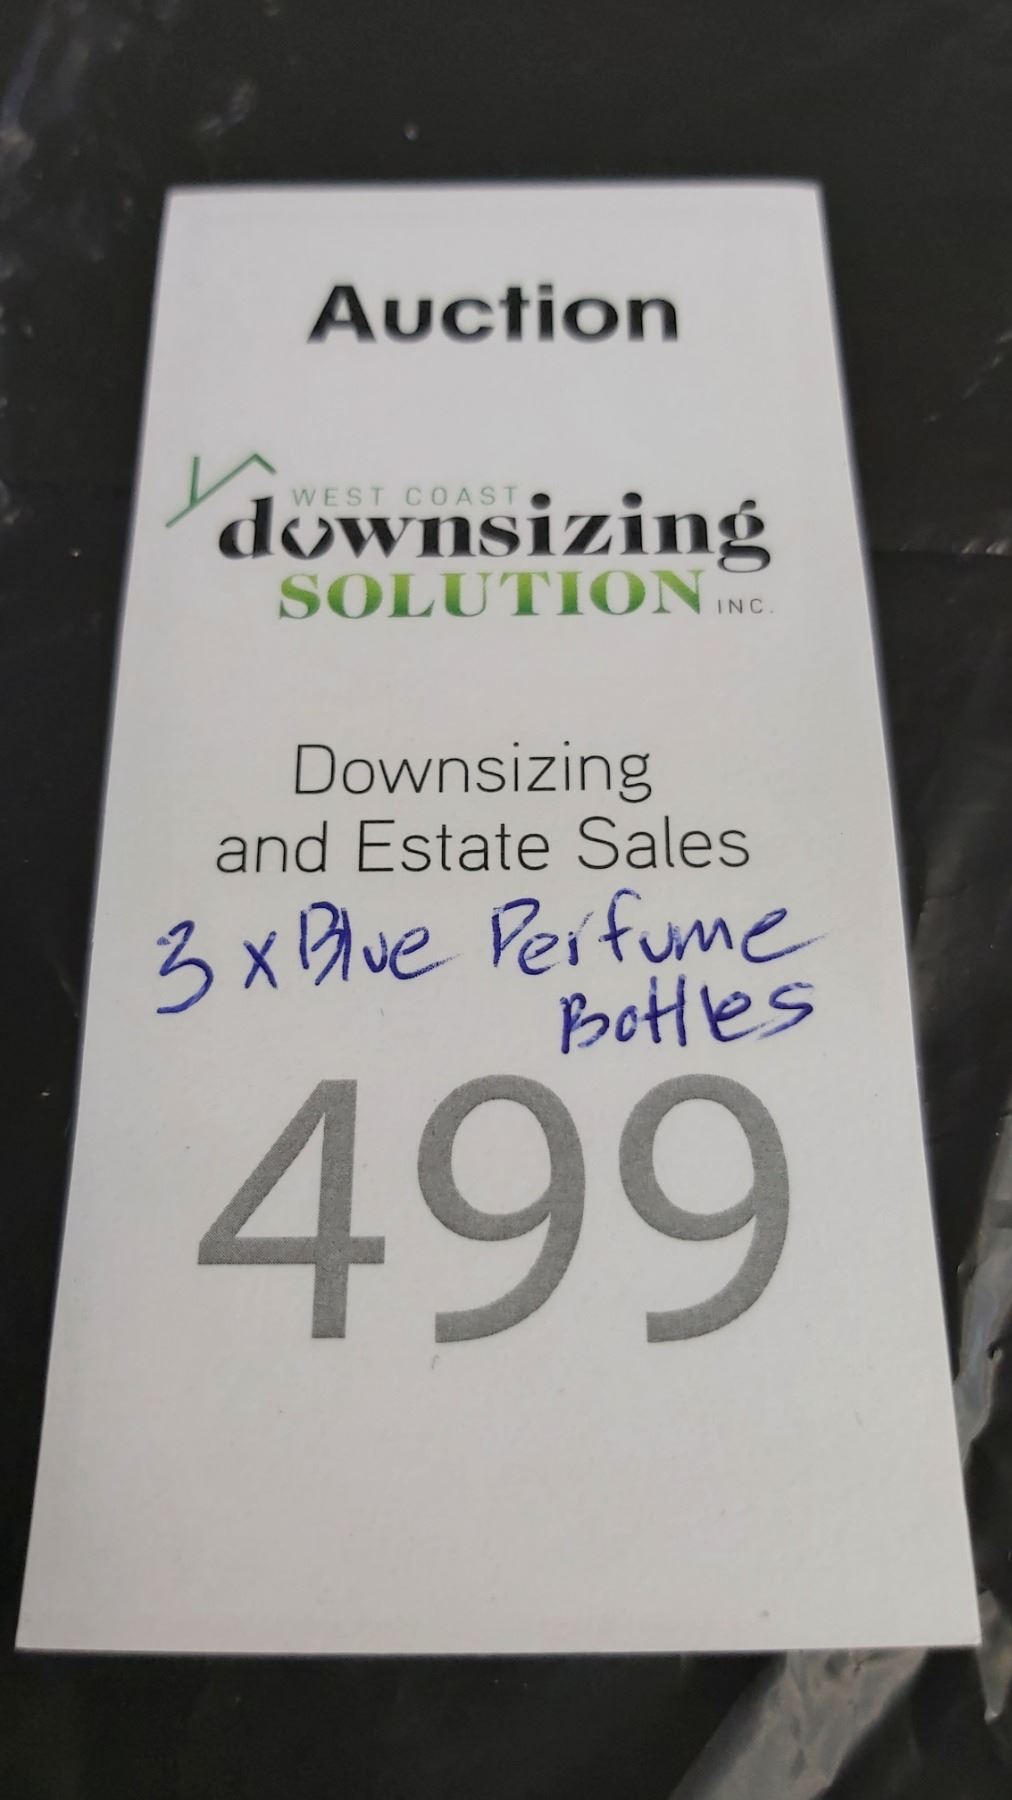 Auction
WEST COAST
downsizing
SOLUTION INC.
Downsizing
and Estate Sales
3 x Blue Perfume
Bottles
499